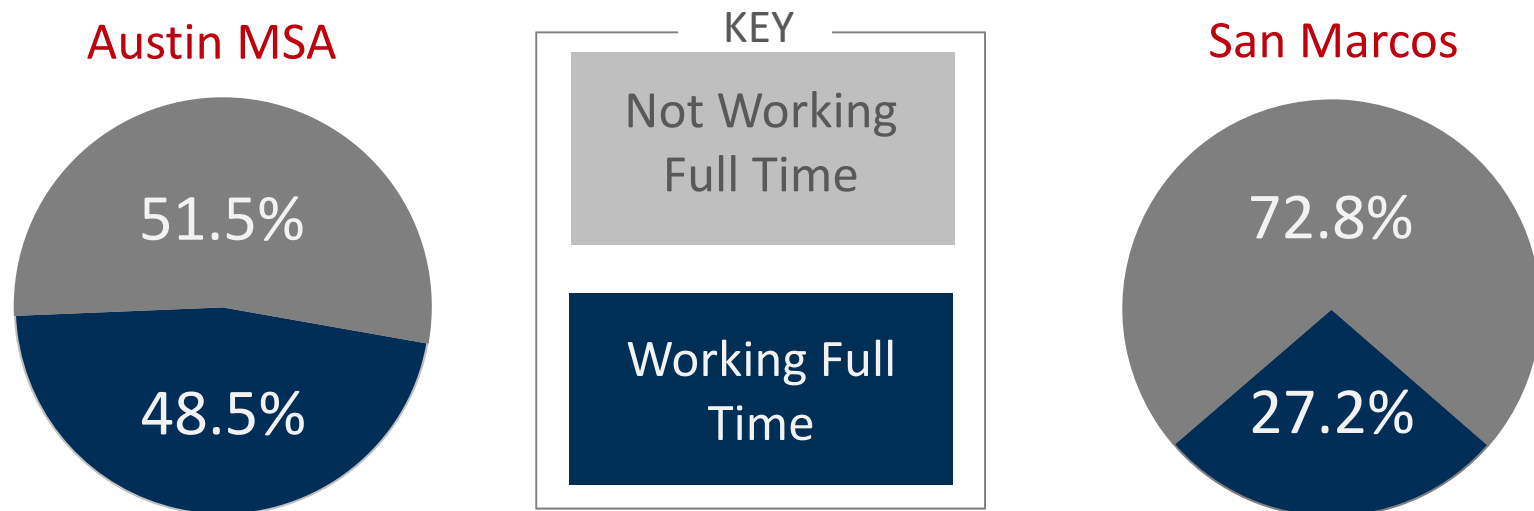 Austin MSA
51.5%
48.5%
KEY
Not Working
Full Time
Working Full
Time
San Marcos
72.8%
27.2%